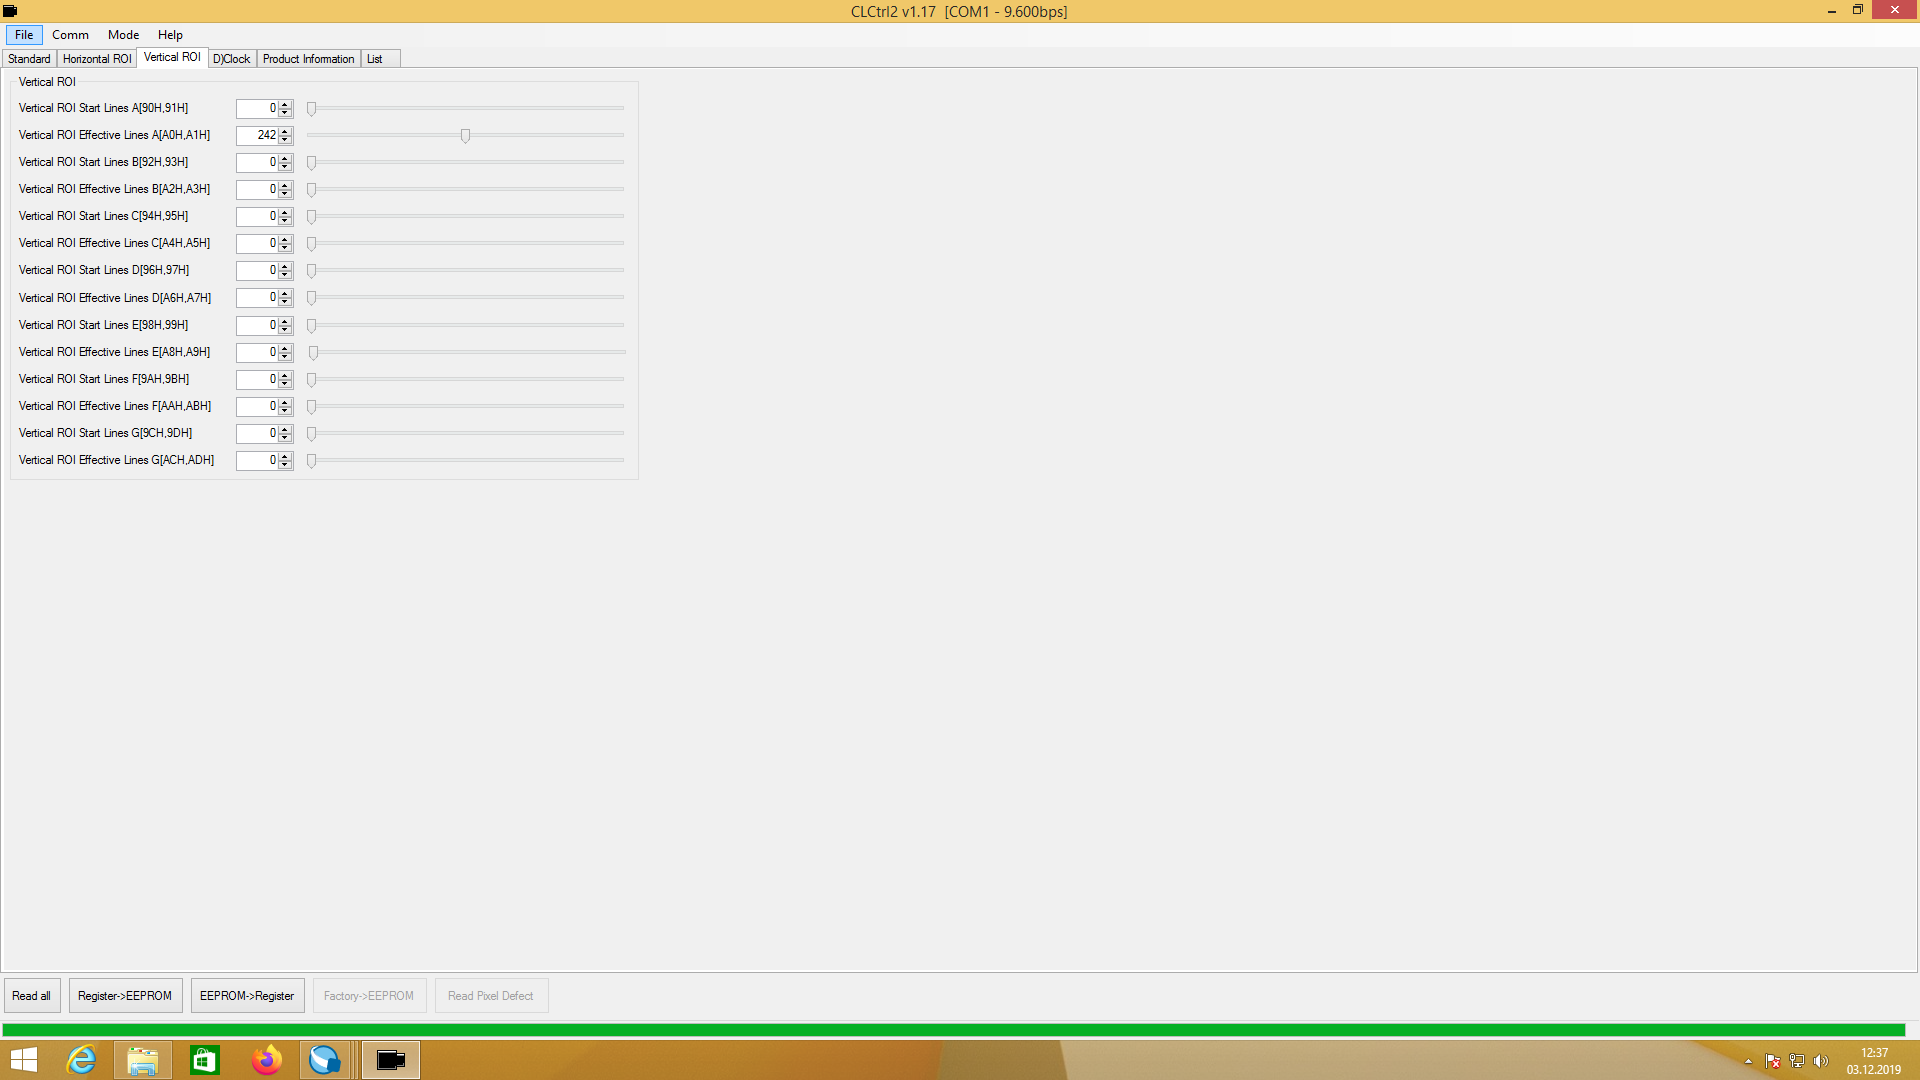 CLCtrl2 v1.17 [COM1 - 9.600bps]
File Comm Mode Help
Standard Horizontal ROI Vertical ROI D)Clock Product Information List
Vertical ROI
Vertical ROI Start Lines A[90H,91H] 0
Vertical ROI Effective Lines A[A0H,A1H] 242
Vertical ROI Start Lines B[92H,93H] 0
Vertical ROI Effective Lines B[A2H,A3H] 0
Vertical ROI Start Lines C[94H,95H] 0
Vertical ROI Effective Lines C[A4H,A5H] 0
Vertical ROI Start Lines D[96H,97H] 0
Vertical ROI Effective Lines D[A6H,A7H] 0
Vertical ROI Start Lines E[98H,99H] 0
Vertical ROI Effective Lines E[A8H,A9H] 0
Vertical ROI Start Lines F[9AH,9BH] 0
Vertical ROI Effective Lines F[AAH,ABH] 0
Vertical ROI Start Lines G[9CH,9DH] 0
Vertical ROI Effective Lines G[ACH,ADH] 0
Read all Register->EEPROM EEPROM->Register Factory->EEPROM Read Pixel Defect
12:37
03.12.2019